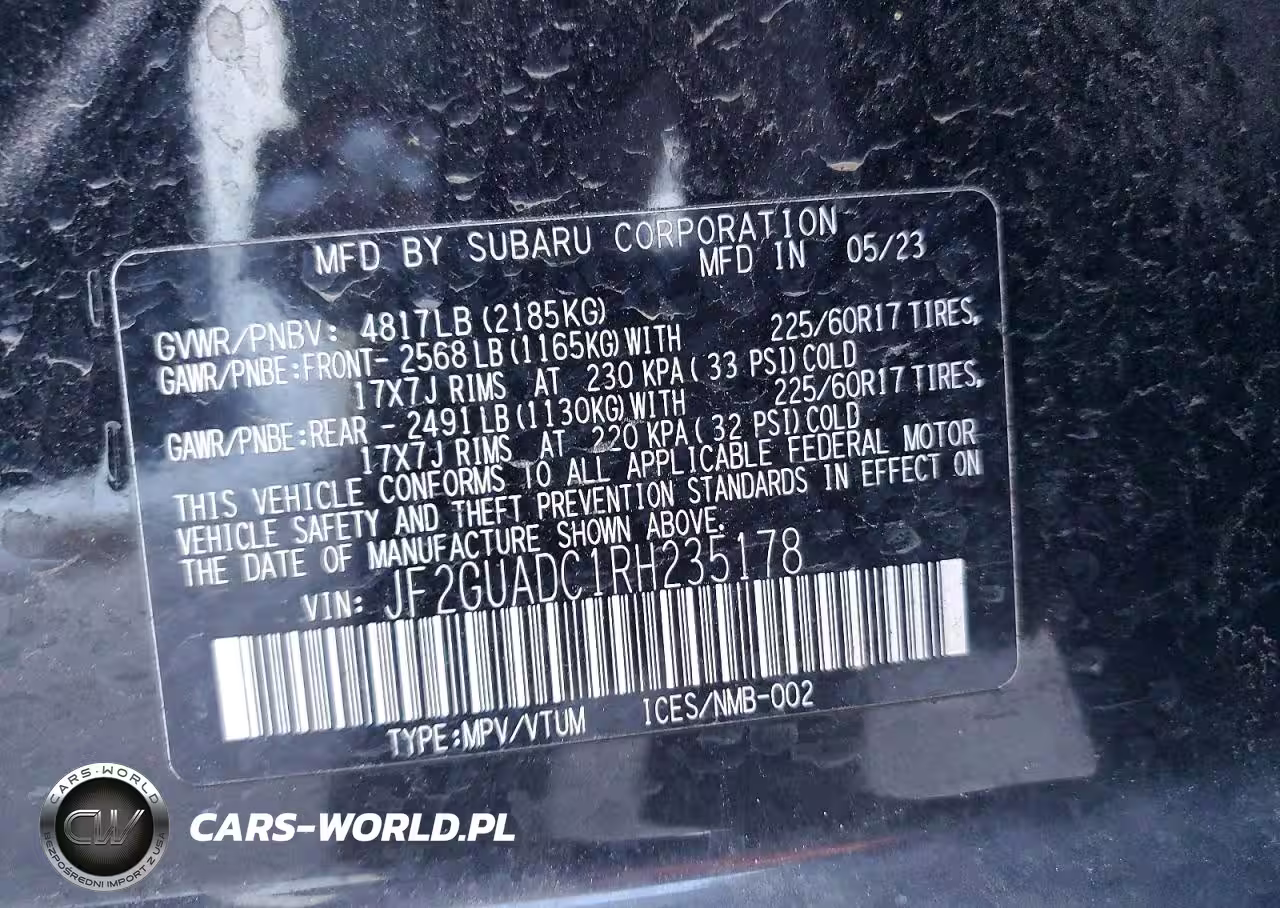 MFD BY SUBARU CORPORATION
MFD IN 05/23
GVWR/PNBV: 4817LB (2185KG)
GAWR/PNBE:FRONT- 2568 LB (1165KG) WITH 225/60R17 TIRES,
17X7J RIMS AT 230 KPA ( 33 PSI) COLD
GAWR/PNBE:REAR - 2491 LB (1130KG) WITH 225/60R17 TIRES,
17X7J RIMS AT 220 KPA ( 32 PSI) COLD
THIS VEHICLE CONFORMS TO ALL APPLICABLE FEDERAL MOTOR
VEHICLE SAFETY AND THEFT PREVENTION STANDARDS IN EFFECT ON
THE DATE OF MANUFACTURE SHOWN ABOVE.
VIN: JF2GUADC1RH235178
TYPE:MPV/VTUM ICES/NMB-002
CARS-WORLD
CW
BEZPOŚREDNI IMPORT Z USA
CARS-WORLD.PL